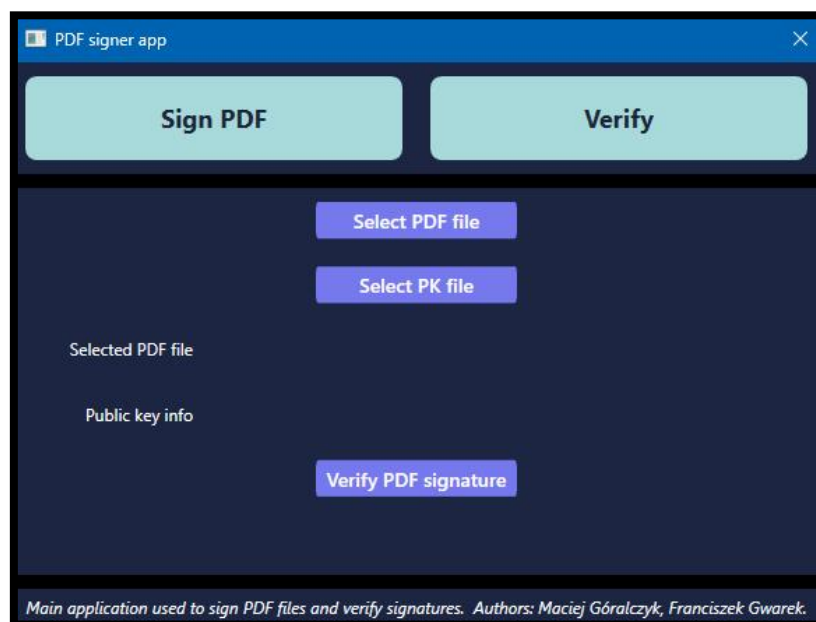 PDF signer app
Sign PDF
Verify
Select PDF file
Select PK file
Selected PDF file
Public key info
Verify PDF signature
Main application used to sign PDF files and verify signatures. Authors: Maciej Góralczyk, Franciszek Gwarek.